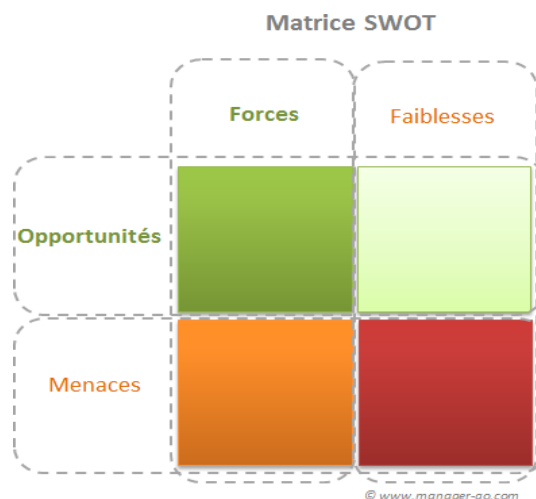 Matrice SWOT
Forces
Faiblesses
Opportunités
Menaces
© www.manager-go.com